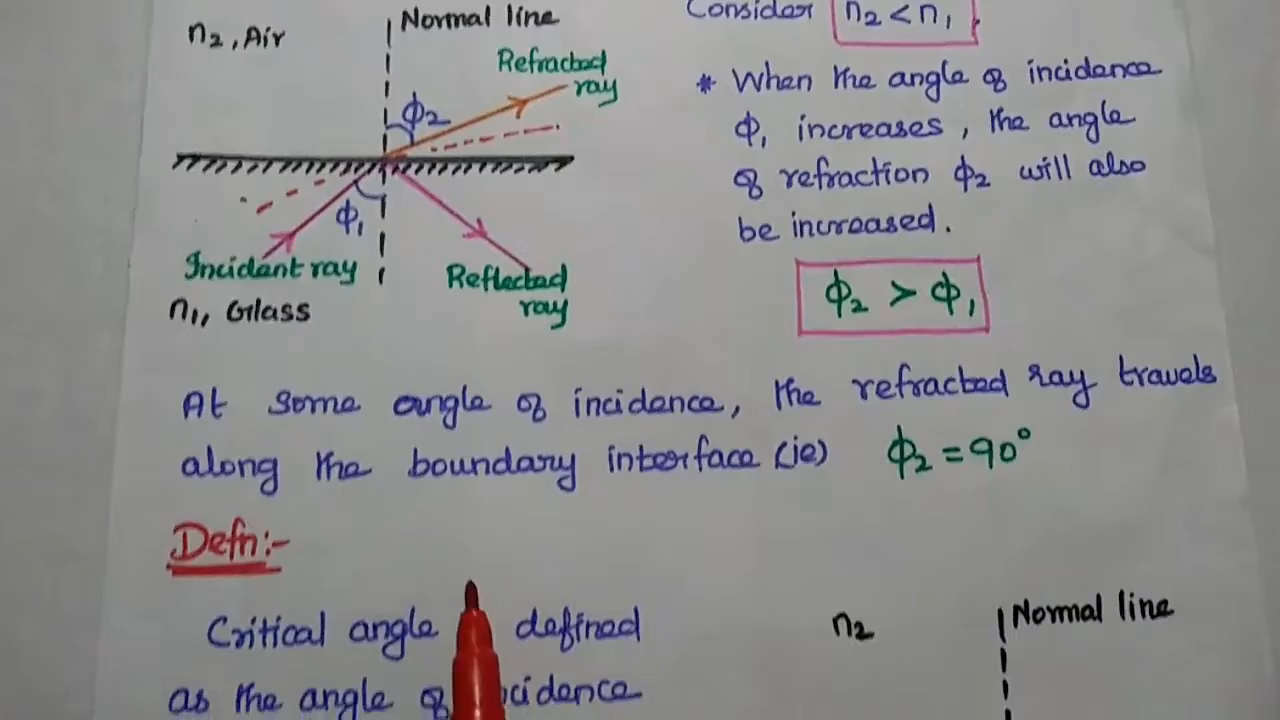 n2, Air
Normal line
Refracted
ray
ϕ2
ϕ1
Incident ray
Reflected
ray
n1, Glass
Consider n2 < n1.
* When the angle of incidence
ϕ1 increases, the angle
of refraction ϕ2 will also
be increased.
ϕ2 > ϕ1
At some angle of incidence, the refracted ray travels
along the boundary interface (ie) ϕ2 = 90°
Defn:-
Critical angle defined
as the angle of
n2
Normal line